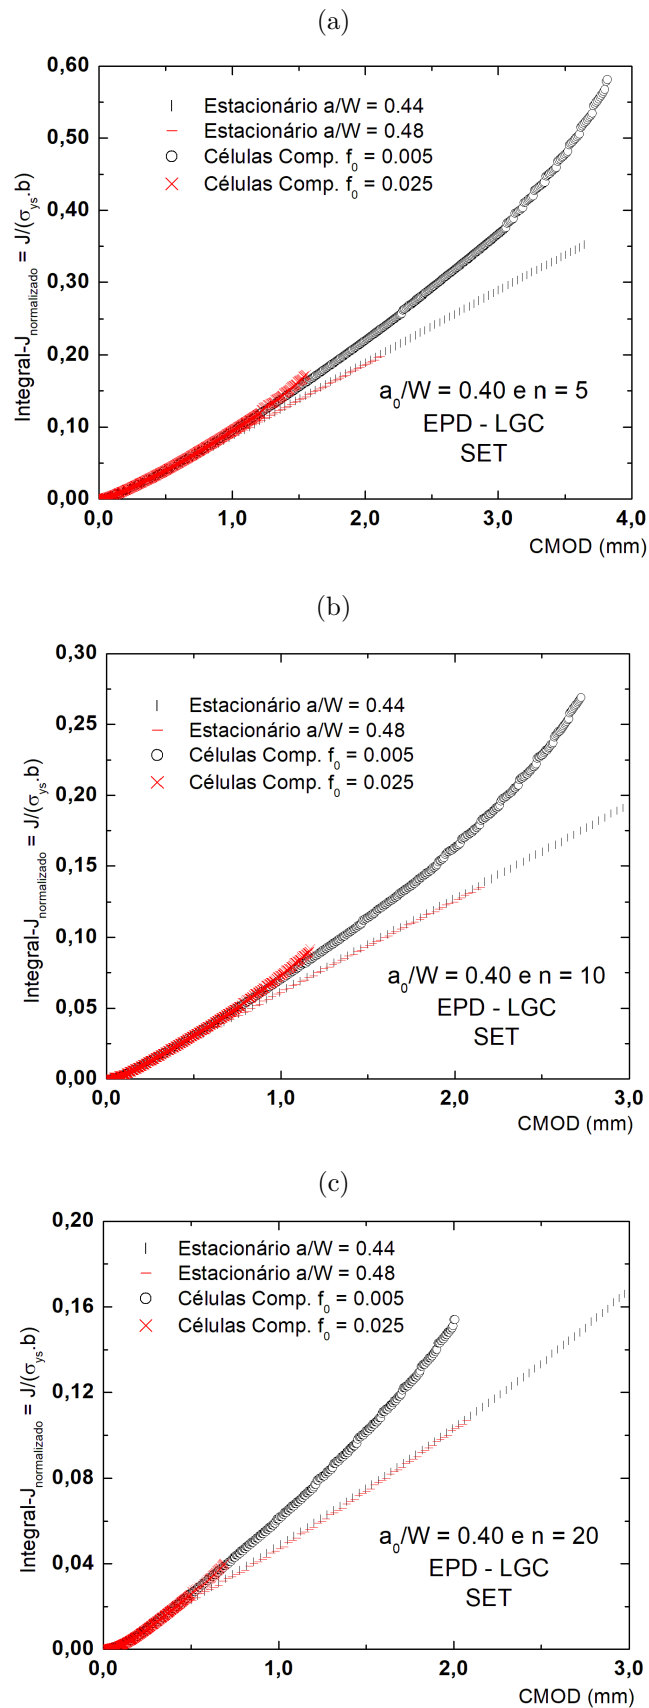 (a)
0,60
0,50
0,40
0,30
0,20
0,10
0,00
Integral-J_normalizado = J/(σ_ys.b)
Estacionário a/W = 0.44
Estacionário a/W = 0.48
Células Comp. f_0 = 0.005
Células Comp. f_0 = 0.025
a_0/W = 0.40 e n = 5
EPD - LGC
SET
0,0 1,0 2,0 3,0 4,0
CMOD (mm)
(b)
0,30
0,25
0,20
0,15
0,10
0,05
0,00
Integral-J_normalizado = J/(σ_ys.b)
Estacionário a/W = 0.44
Estacionário a/W = 0.48
Células Comp. f_0 = 0.005
Células Comp. f_0 = 0.025
a_0/W = 0.40 e n = 10
EPD - LGC
SET
0,0 1,0 2,0 3,0
CMOD (mm)
(c)
0,20
0,16
0,12
0,08
0,04
0,00
Integral-J_normalizado = J/(σ_ys.b)
Estacionário a/W = 0.44
Estacionário a/W = 0.48
Células Comp. f_0 = 0.005
Células Comp. f_0 = 0.025
a_0/W = 0.40 e n = 20
EPD - LGC
SET
0,0 1,0 2,0 3,0
CMOD (mm)